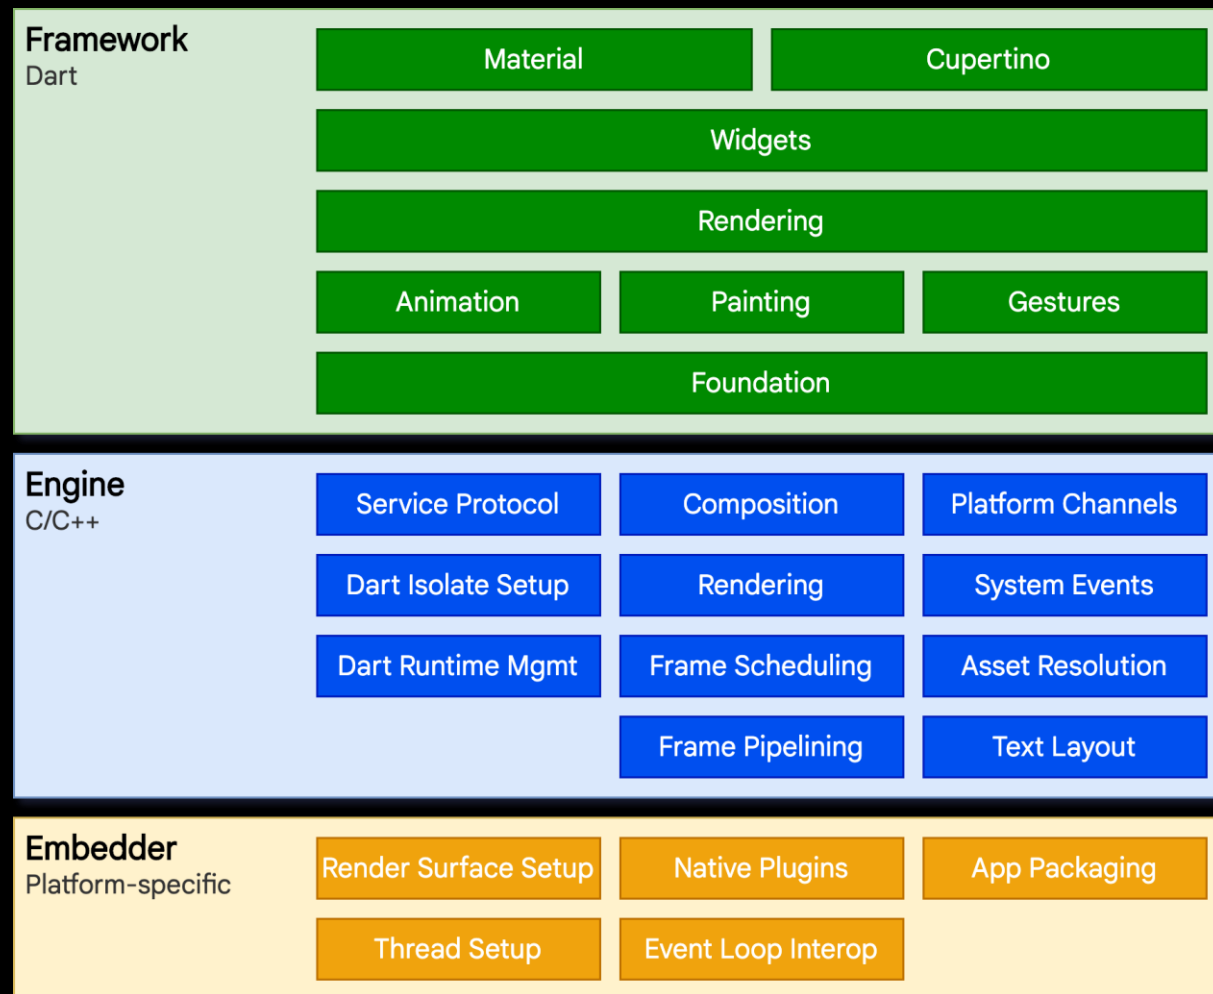 Framework
Dart
Material
Cupertino
Widgets
Rendering
Animation
Painting
Gestures
Foundation
Engine
C/C++
Service Protocol
Composition
Platform Channels
Dart Isolate Setup
Rendering
System Events
Dart Runtime Mgmt
Frame Scheduling
Asset Resolution
Frame Pipelining
Text Layout
Embedder
Platform-specific
Render Surface Setup
Native Plugins
App Packaging
Thread Setup
Event Loop Interop